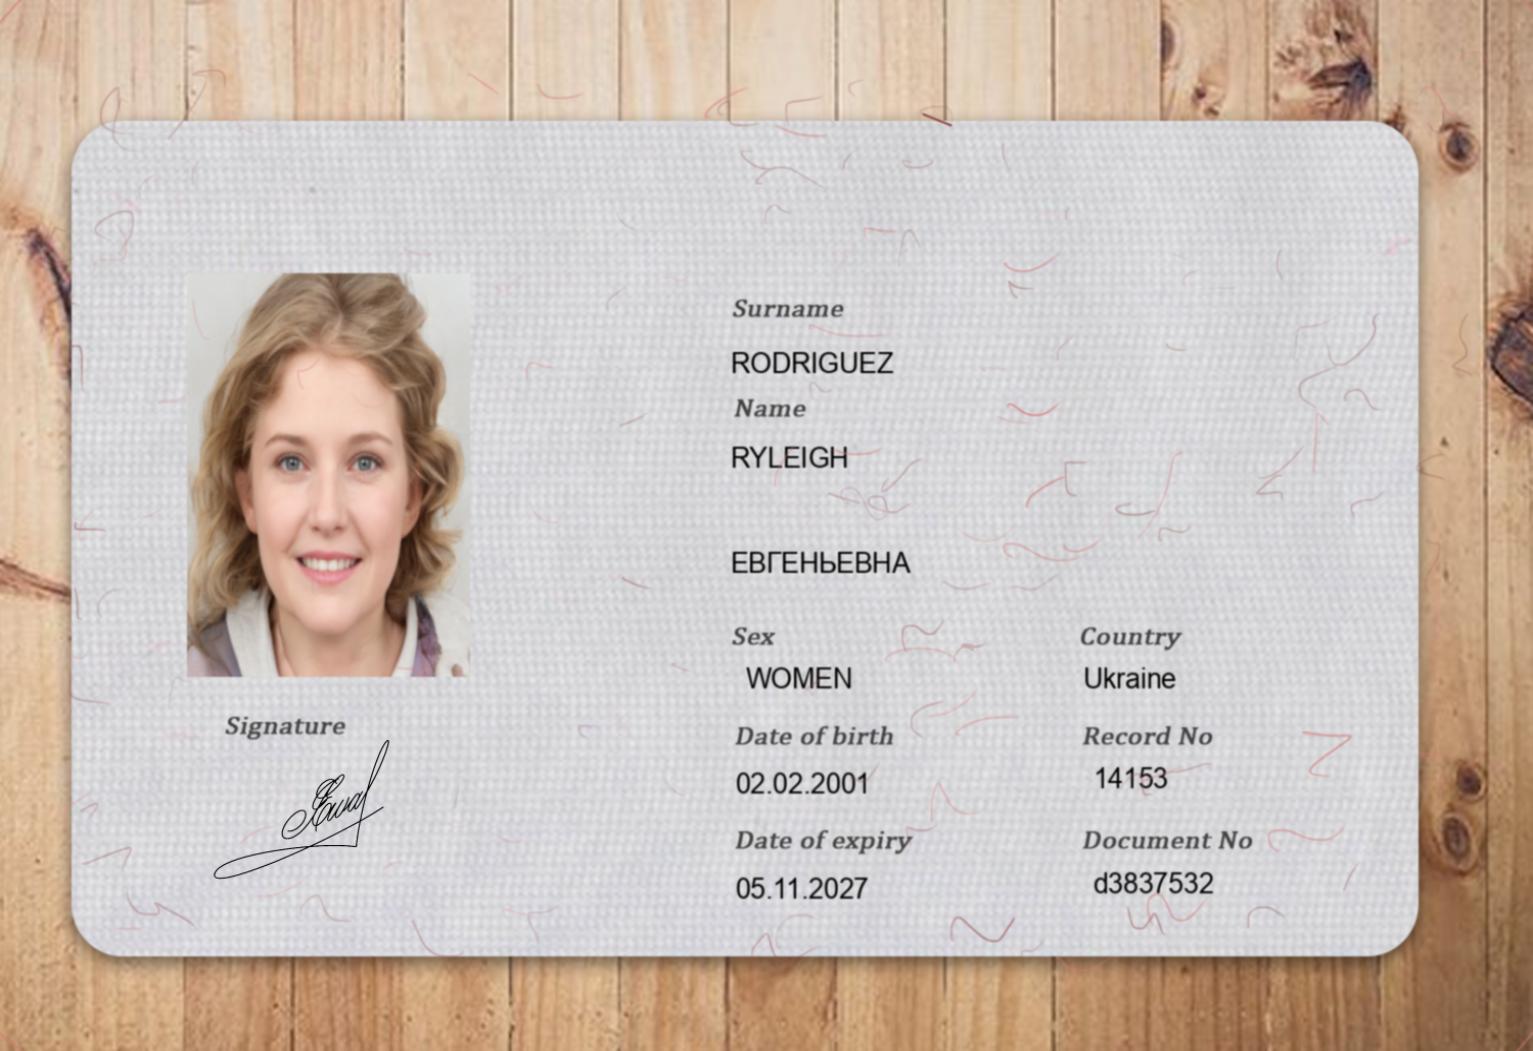 Surname
RODRIGUEZ
Name
RYLEIGH
ЕВГЕНЬЕВНА
Sex
WOMEN
Country
Ukraine
Signature
Date of birth
02.02.2001
Record No
14153
Date of expiry
05.11.2027
Document No
d3837532